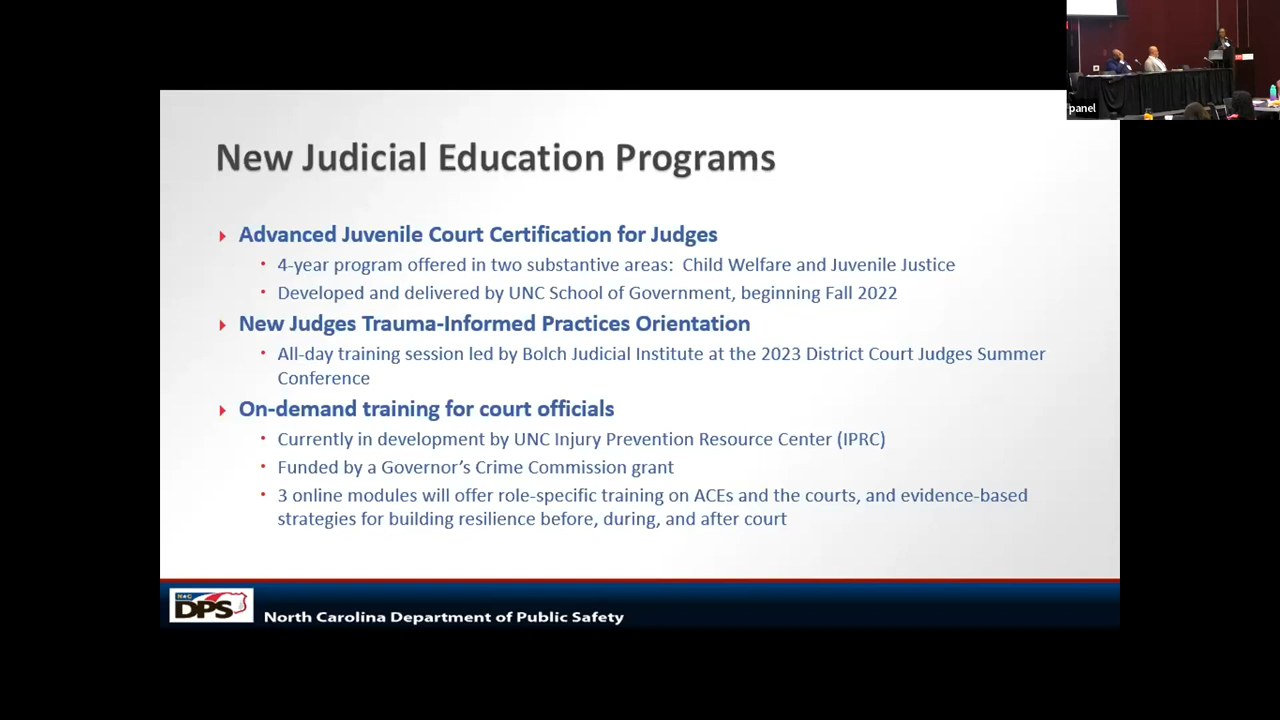 panel
New Judicial Education Programs
Advanced Juvenile Court Certification for Judges
4-year program offered in two substantive areas: Child Welfare and Juvenile Justice
Developed and delivered by UNC School of Government, beginning Fall 2022
New Judges Trauma-Informed Practices Orientation
All-day training session led by Bolch Judicial Institute at the 2023 District Court Judges Summer
Conference
On-demand training for court officials
Currently in development by UNC Injury Prevention Resource Center (IPRC)
Funded by a Governor's Crime Commission grant
3 online modules will offer role-specific training on ACEs and the courts, and evidence-based
strategies for building resilience before, during, and after court
DPS
North Carolina Department of Public Safety